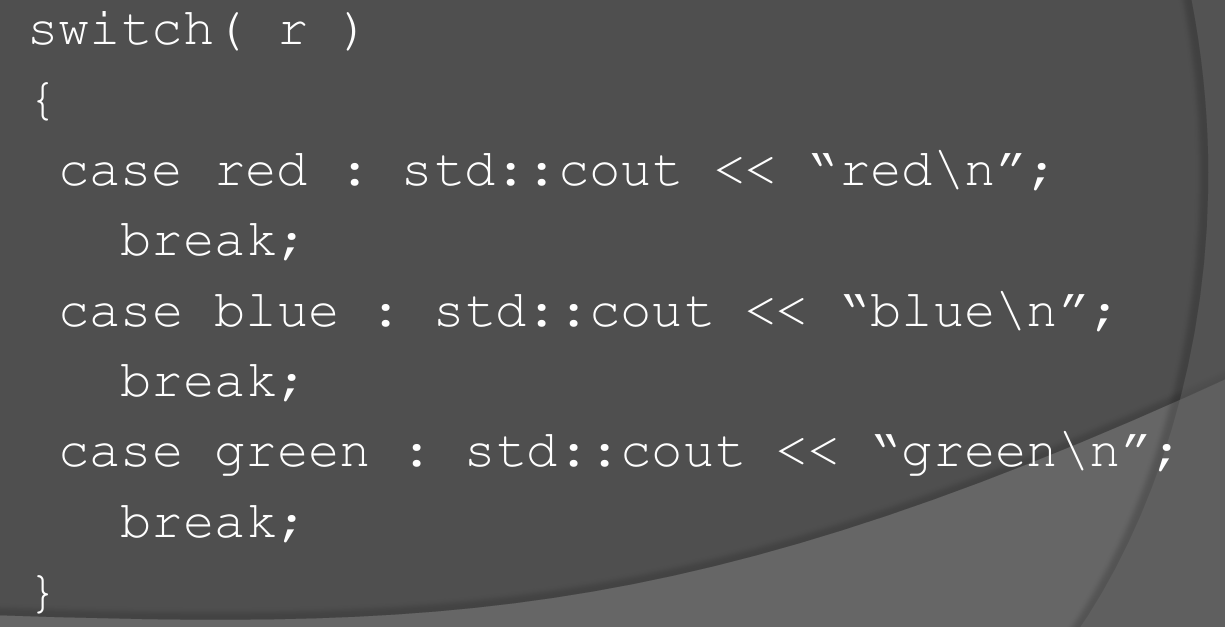 switch( r )
{
case red : std::cout << “red\n”;
break;
case blue : std::cout << “blue\n”;
break;
case green : std::cout << “green\n”;
break;
}